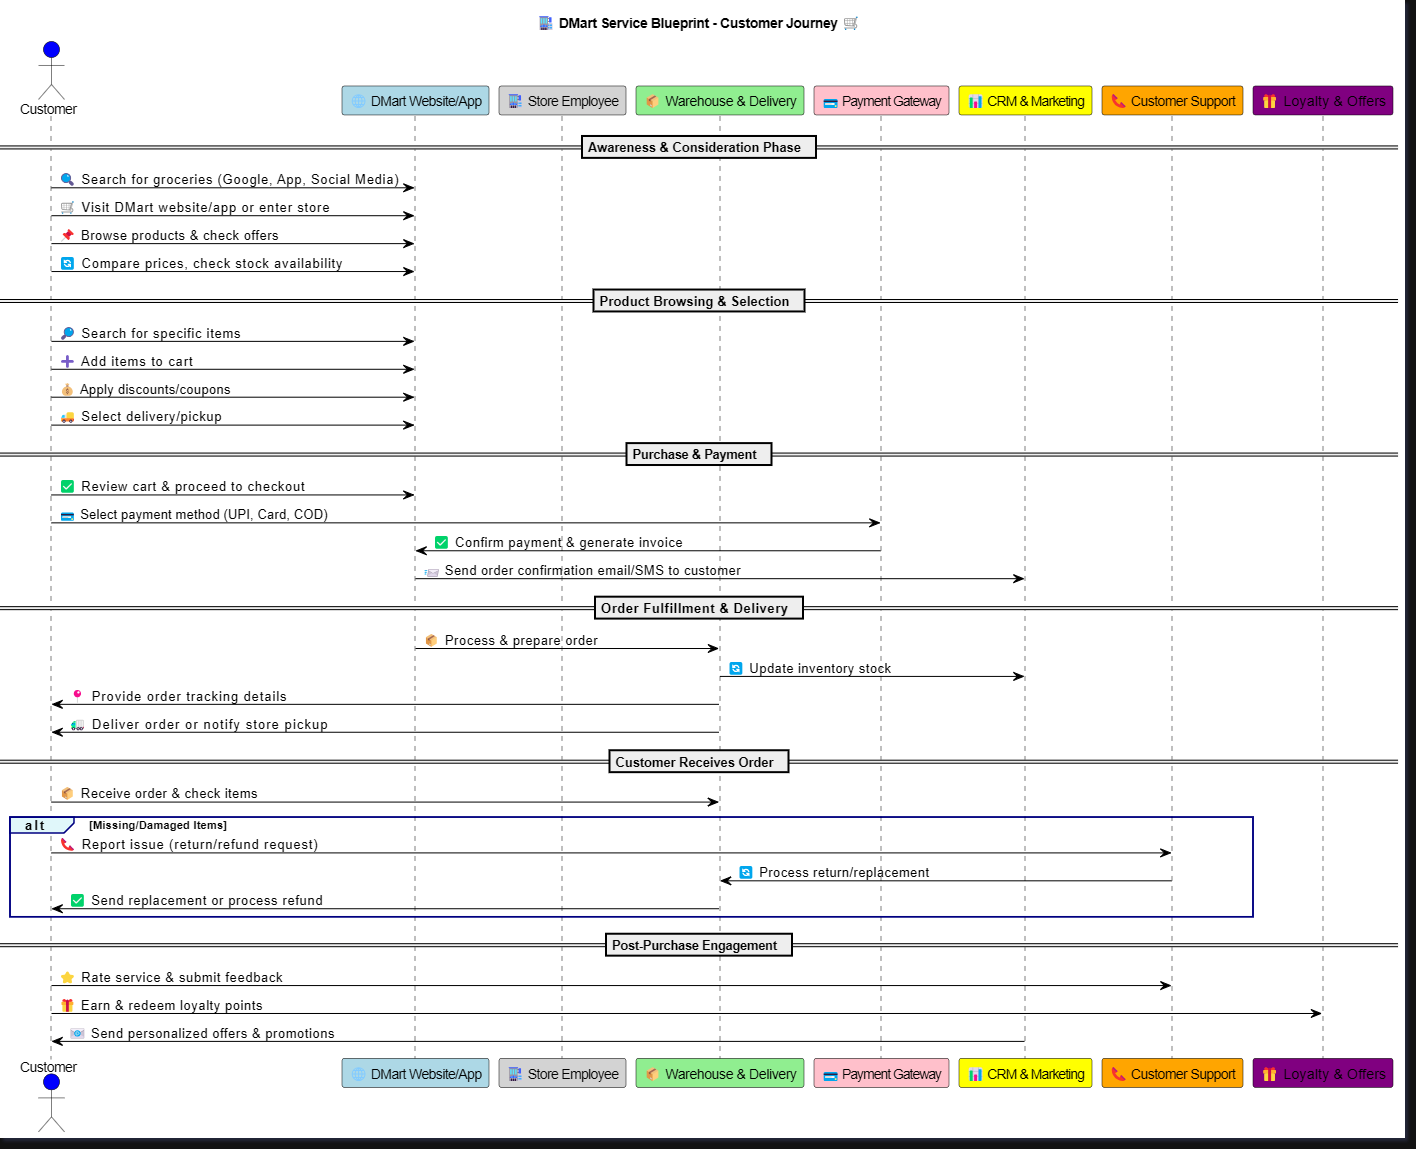 DMart Service Blueprint - Customer Journey
Customer
DMart Website/App
Store Employee
Warehouse & Delivery
Payment Gateway
CRM & Marketing
Customer Support
Loyalty & Offers
Awareness & Consideration Phase
Search for groceries (Google, App, Social Media)
Visit DMart website/app or enter store
Browse products & check offers
Compare prices, check stock availability
Product Browsing & Selection
Search for specific items
Add items to cart
Apply discounts/coupons
Select delivery/pickup
Purchase & Payment
Review cart & proceed to checkout
Select payment method (UPI, Card, COD)
Confirm payment & generate invoice
Send order confirmation email/SMS to customer
Order Fulfillment & Delivery
Process & prepare order
Update inventory stock
Provide order tracking details
Deliver order or notify store pickup
Customer Receives Order
Receive order & check items
alt [Missing/Damaged Items]
Report issue (return/refund request)
Process return/replacement
Send replacement or process refund
Post-Purchase Engagement
Rate service & submit feedback
Earn & redeem loyalty points
Send personalized offers & promotions
Customer
DMart Website/App
Store Employee
Warehouse & Delivery
Payment Gateway
CRM & Marketing
Customer Support
Loyalty & Offers